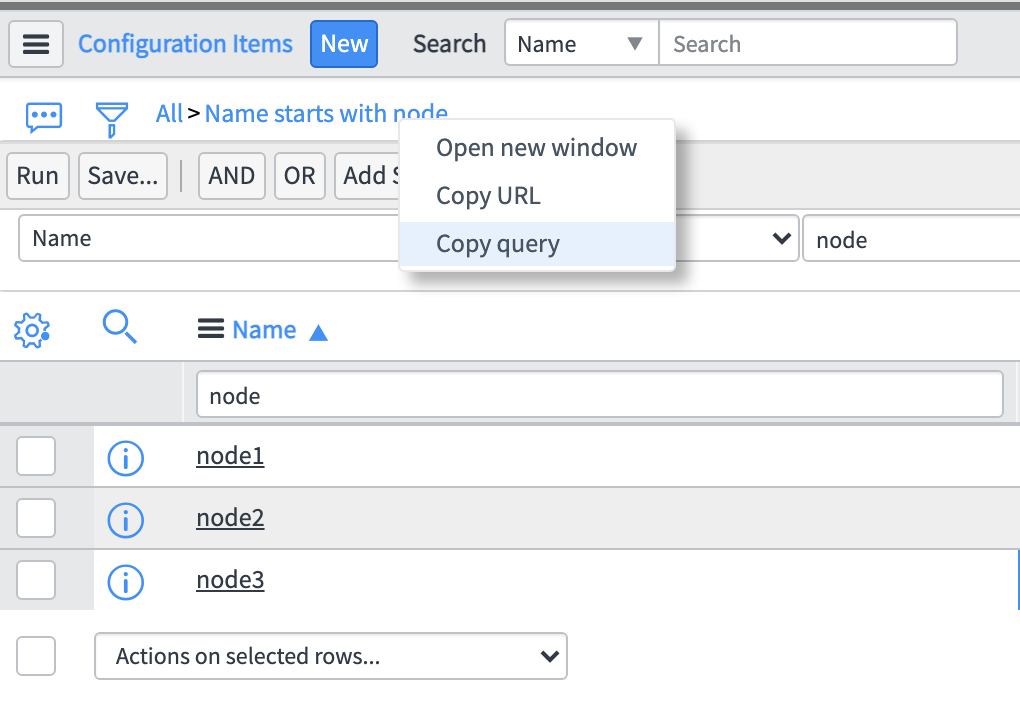 Configuration Items New Search Name Search
All > Name starts with node
Open new window
Run Save... AND OR Add S
Copy URL
Name node
Copy query
Name
node
node1
node2
node3
Actions on selected rows...